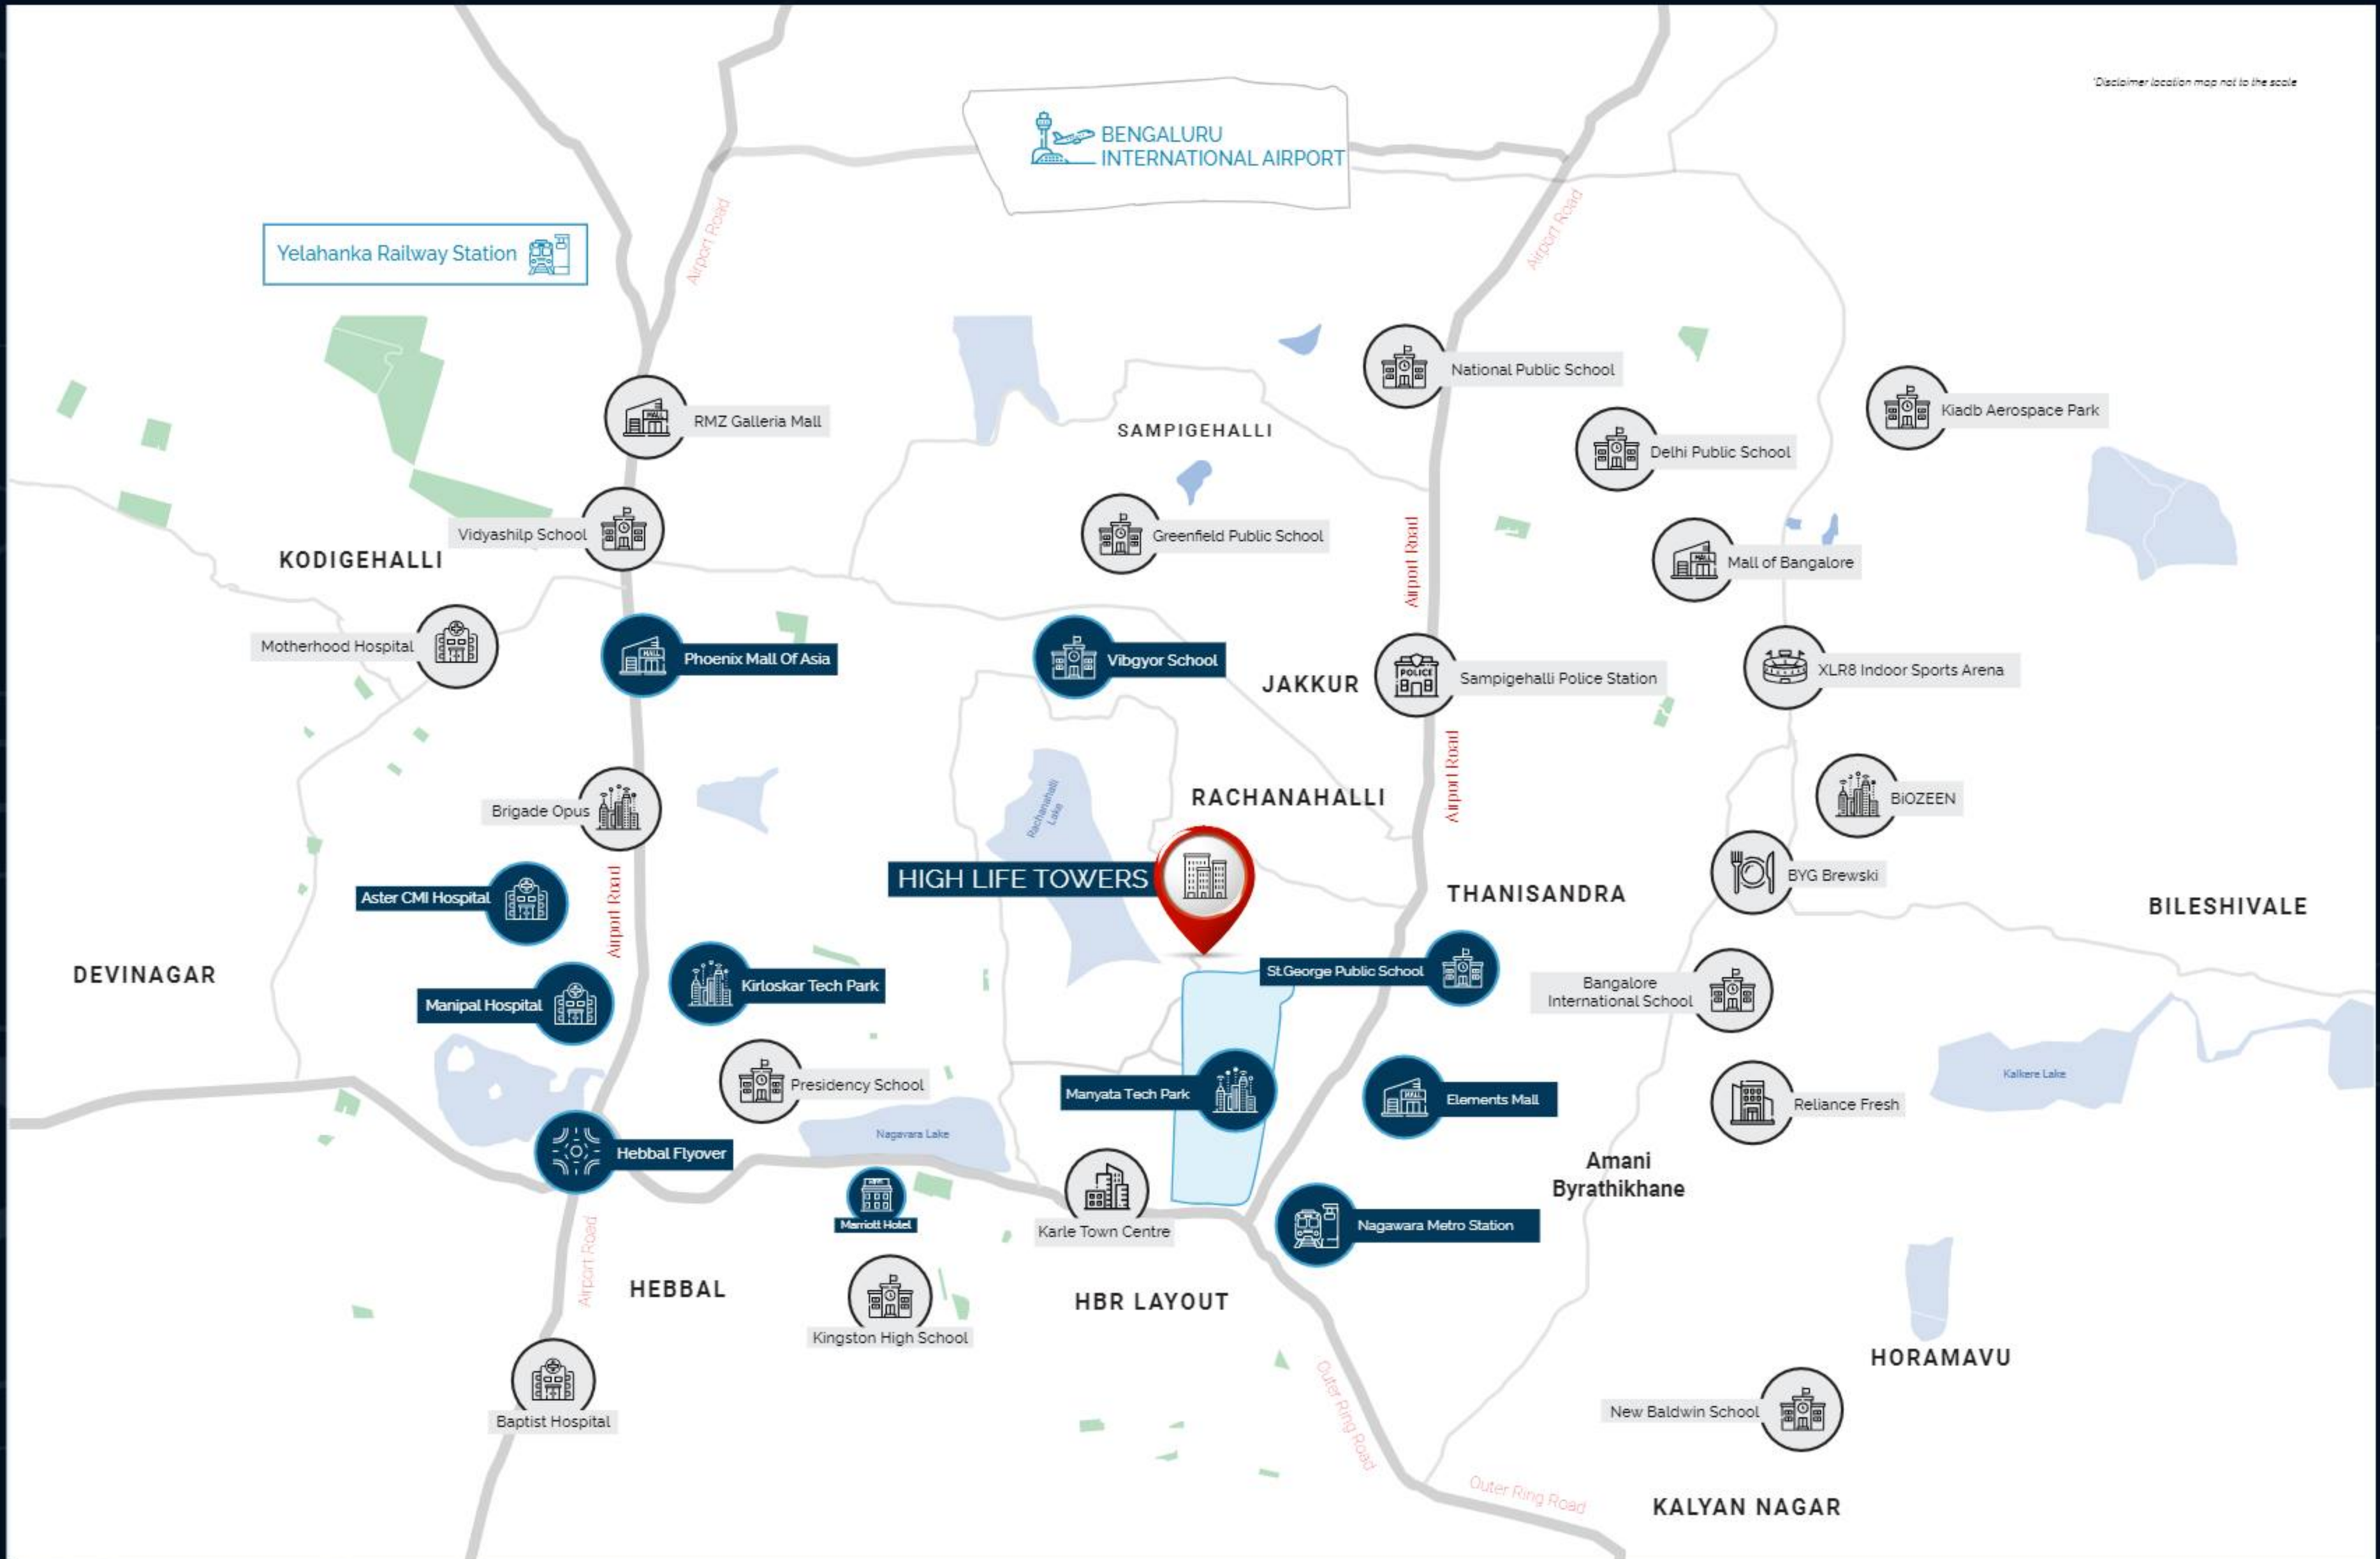 *Disclaimer location map not to the scale
BENGALURU
INTERNATIONAL AIRPORT
Yelahanka Railway Station
Airport Road
Airport Road
National Public School
RMZ Galleria Mall
SAMPIGEHALLI
Kiadb Aerospace Park
Delhi Public School
Vidyashilp School
Greenfield Public School
KODIGEHALLI
Airport Road
Mall of Bangalore
Motherhood Hospital
Phoenix Mall Of Asia
Vibgyor School
JAKKUR
POLICE
Sampigehalli Police Station
XLR8 Indoor Sports Arena
Airport Road
Rachanahalli
Lake
RACHANAHALLI
Brigade Opus
BiOZEEN
HIGH LIFE TOWERS
BYG Brewski
Aster CMI Hospital
Airport Road
THANISANDRA
BILESHIVALE
DEVINAGAR
St.George Public School
Kirloskar Tech Park
Manipal Hospital
Bangalore
International School
Kalkere Lake
Presidency School
Manyata Tech Park
Elements Mall
Reliance Fresh
Nagavara Lake
Hebbal Flyover
Amani
Byrathikhane
Marriott Hotel
Karle Town Centre
Nagawara Metro Station
Airport Road
HEBBAL
HBR LAYOUT
Kingston High School
HORAMAVU
Outer Ring Road
Baptist Hospital
New Baldwin School
Outer Ring Road
KALYAN NAGAR